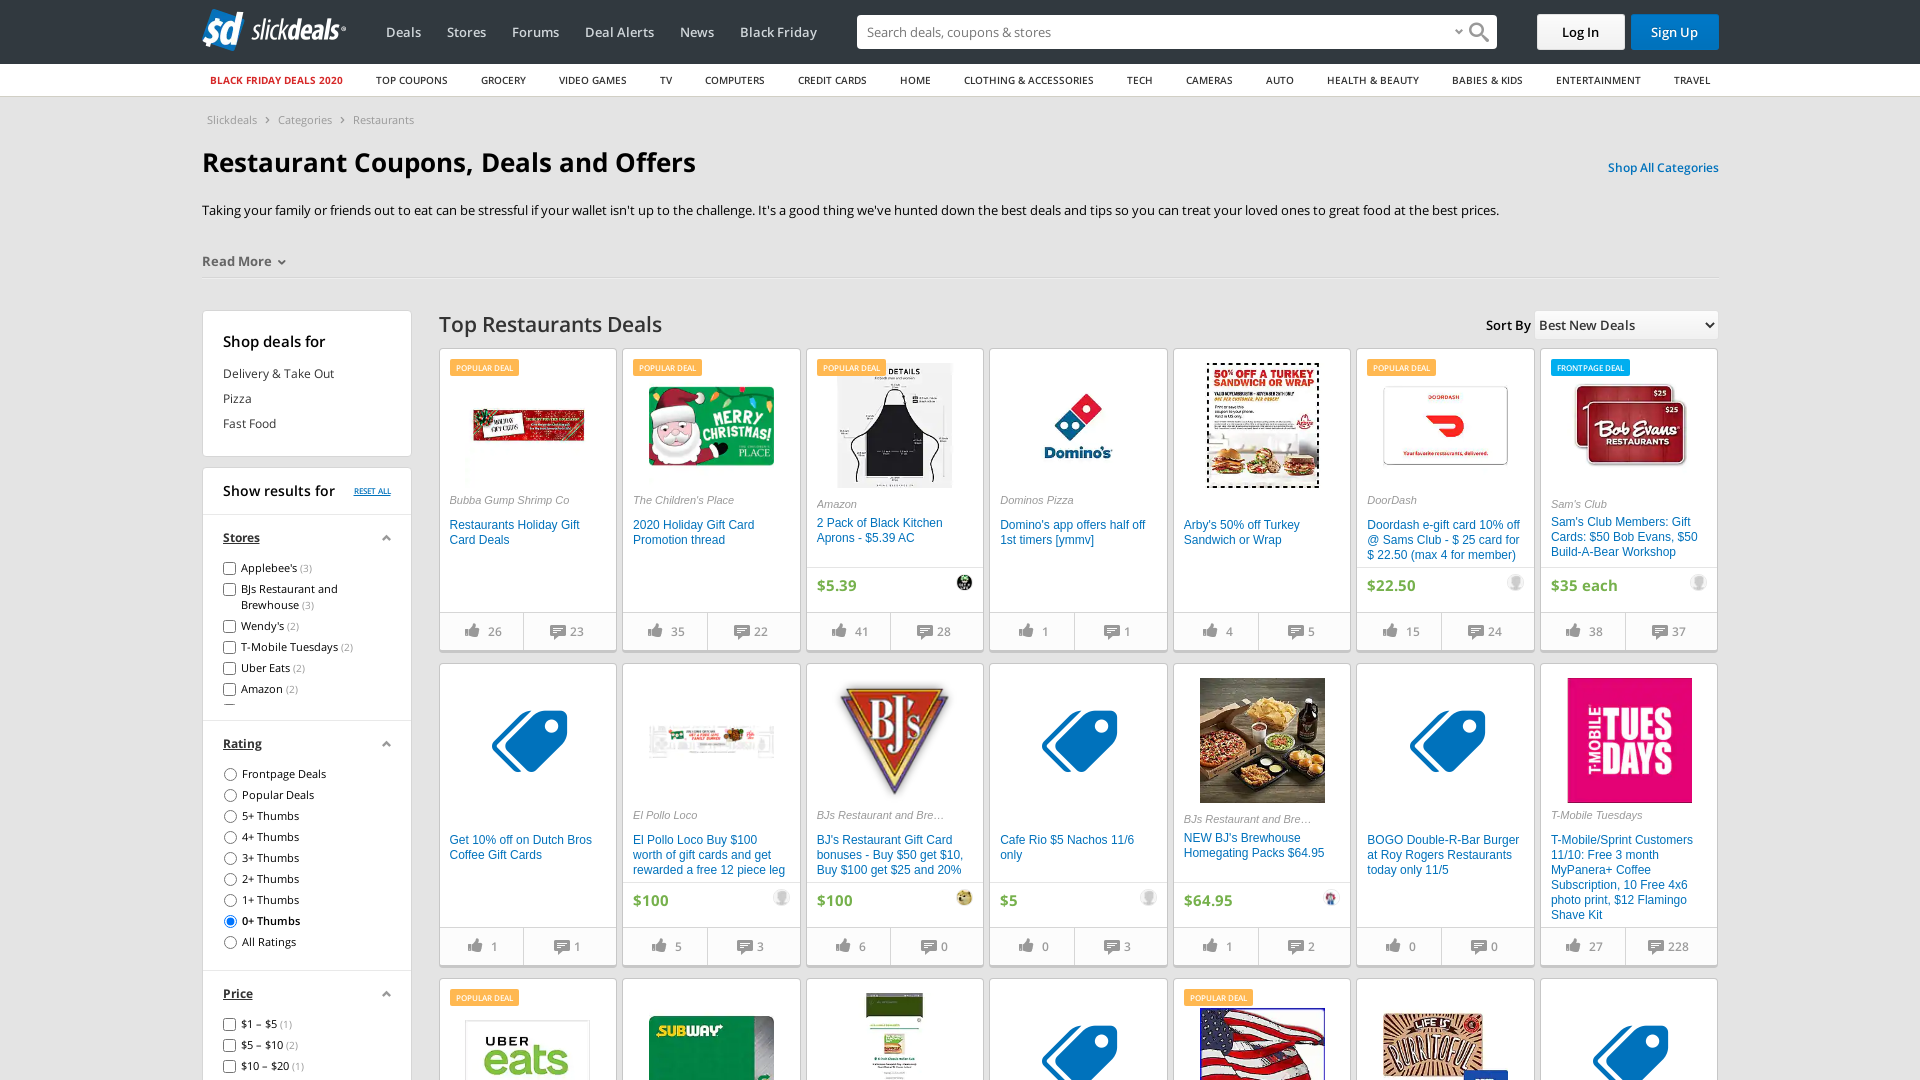 slickdeals
Deals
Stores
Forums
Deal Alerts
News
Black Friday
Search deals, coupons & stores
Log In
Sign Up
BLACK FRIDAY DEALS 2020
TOP COUPONS
GROCERY
VIDEO GAMES
TV
COMPUTERS
CREDIT CARDS
HOME
CLOTHING & ACCESSORIES
TECH
CAMERAS
AUTO
HEALTH & BEAUTY
BABIES & KIDS
ENTERTAINMENT
TRAVEL
Slickdeals
Categories
Restaurants
Restaurant Coupons, Deals and Offers
Shop All Categories
Taking your family or friends out to eat can be stressful if your wallet isn't up to the challenge. It's a good thing we've hunted down the best deals and tips so you can treat your loved ones to great food at the best prices.
Read More
Shop deals for
Delivery & Take Out
Pizza
Fast Food
Show results for
RESET ALL
Stores
Applebee's (3)
BJs Restaurant and
Brewhouse (3)
Wendy's (2)
T-Mobile Tuesdays (2)
Uber Eats (2)
Amazon (2)
Rating
Frontpage Deals
Popular Deals
5+ Thumbs
4+ Thumbs
3+ Thumbs
2+ Thumbs
1+ Thumbs
0+ Thumbs
All Ratings
Price
$1 – $5 (1)
$5 – $10 (2)
$10 – $20 (1)
Top Restaurants Deals
Sort By
Best New Deals
POPULAR DEAL
HOLIDAY
GIFT CARDS
Bubba Gump Shrimp Co
Restaurants Holiday Gift
Card Deals
26
23
POPULAR DEAL
MERRY
CHRISTMAS!
PLACE
The Children's Place
2020 Holiday Gift Card
Promotion thread
35
22
POPULAR DEAL
DETAILS
Amazon
2 Pack of Black Kitchen
Aprons - $5.39 AC
$5.39
41
28
Domino's
Dominos Pizza
Domino's app offers half off
1st timers [ymmv]
1
1
50% OFF A TURKEY
SANDWICH OR WRAP
Arby's 50% off Turkey
Sandwich or Wrap
4
5
POPULAR DEAL
DOORDASH
Your favorite restaurants, delivered.
DoorDash
Doordash e-gift card 10% off
@ Sams Club - $ 25 card for
$ 22.50 (max 4 for member)
$22.50
15
24
FRONTPAGE DEAL
$25
$25
Bob Evans
RESTAURANTS
Sam's Club
Sam's Club Members: Gift
Cards: $50 Bob Evans, $50
Build-A-Bear Workshop
$35 each
38
37
Get 10% off on Dutch Bros
Coffee Gift Cards
1
1
El Pollo Loco
El Pollo Loco Buy $100
worth of gift cards and get
rewarded a free 12 piece leg
$100
5
3
BJ's
BJs Restaurant and Bre…
BJ's Restaurant Gift Card
bonuses - Buy $50 get $10,
Buy $100 get $25 and 20%
$100
6
0
Cafe Rio $5 Nachos 11/6
only
$5
0
3
BJs Restaurant and Bre…
NEW BJ's Brewhouse
Homegating Packs $64.95
$64.95
1
2
BOGO Double-R-Bar Burger
at Roy Rogers Restaurants
today only 11/5
0
0
T-MOBILE
TUES
DAYS
T-Mobile Tuesdays
T-Mobile/Sprint Customers
11/10: Free 3 month
MyPanera+ Coffee
Subscription, 10 Free 4x6
photo print, $12 Flamingo
Shave Kit
27
228
POPULAR DEAL
UBER
eats
SUBWAY
POPULAR DEAL
LIFE IS
BURRITOFUL